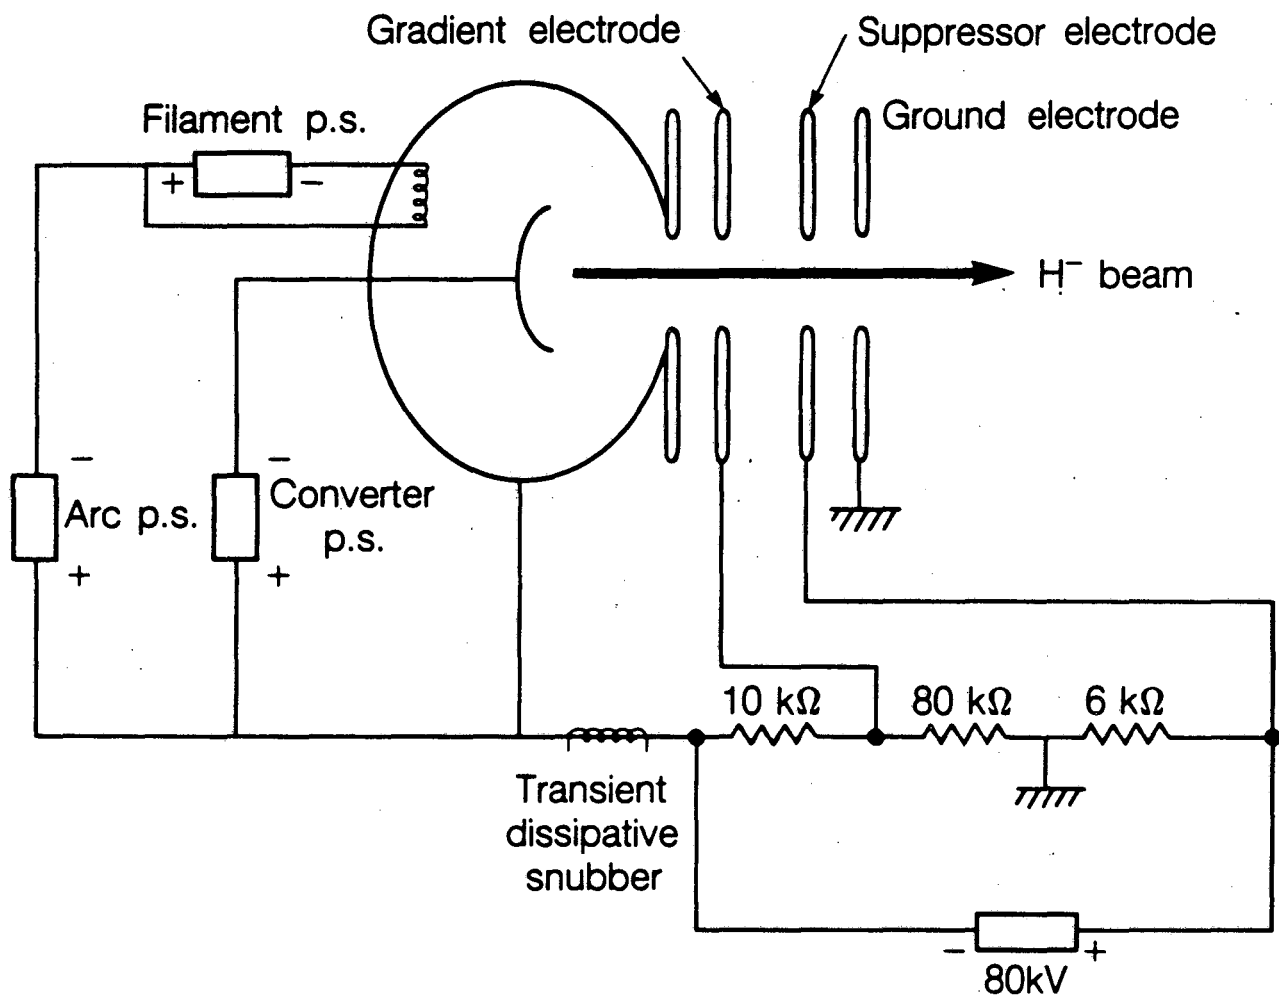 Gradient electrode
Suppressor electrode
Filament p.s.
Ground electrode
+
−
H⁻ beam
−
−
Arc p.s.
Converter
p.s.
+
+
10 kΩ
80 kΩ
6 kΩ
Transient
dissipative
snubber
−
+
80kV